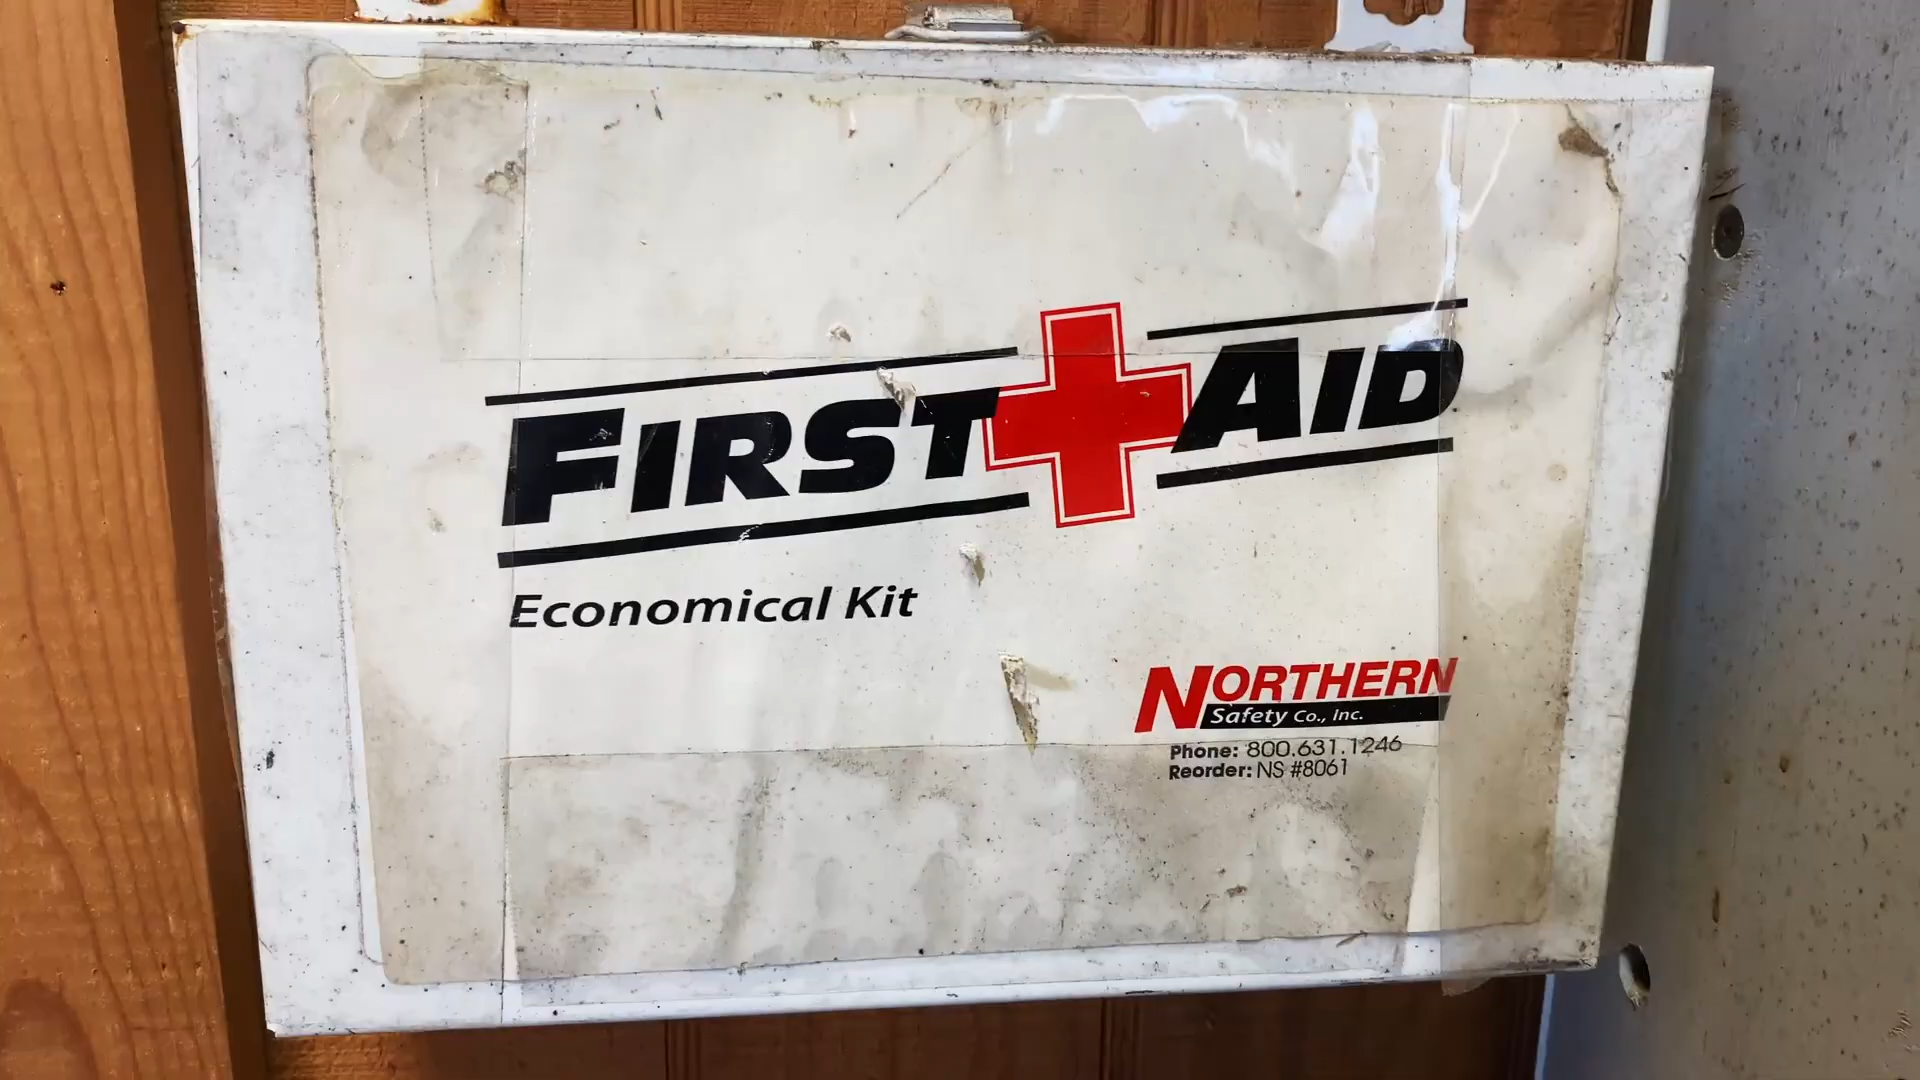 FIRST AID
Economical Kit
NORTHERN
Safety Co., Inc.
Phone: 800.631.1246
Reorder: NS #8061